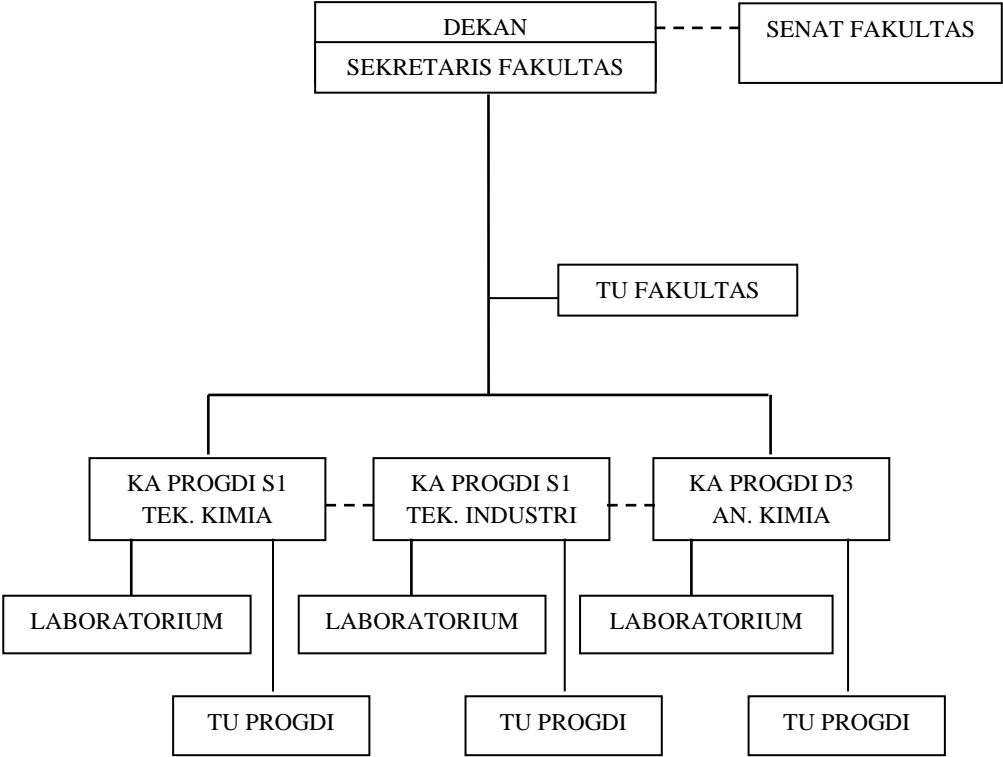 DEKAN
SENAT FAKULTAS
SEKRETARIS FAKULTAS
TU FAKULTAS
KA PROGDI S1
TEK. KIMIA
KA PROGDI S1
TEK. INDUSTRI
KA PROGDI D3
AN. KIMIA
LABORATORIUM
LABORATORIUM
LABORATORIUM
TU PROGDI
TU PROGDI
TU PROGDI